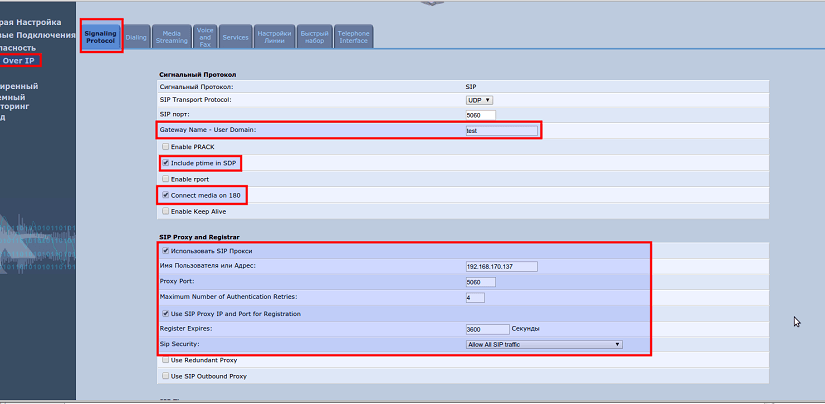 рая Настройка
ые Подключения
пасность
Over IP
иренный
емный
торинг
д
Signaling
Protocol
Dialing
Media
Streaming
Voice
and
Fax
Services
Настройки
Линии
Быстрый
набор
Telephone
Interface
Сигнальный Протокол
Сигнальный Протокол: SIP
SIP Transport Protocol: UDP
SIP порт: 5060
Gateway Name - User Domain: test
Enable PRACK
Include ptime in SDP
Enable rport
Connect media on 180
Enable Keep Alive
SIP Proxy and Registrar
Использовать SIP Прокси
Имя Пользователя или Адрес: 192.168.170.137
Proxy Port: 5060
Maximum Number of Authentication Retries: 4
Use SIP Proxy IP and Port for Registration
Register Expires: 3600 Секунды
Sip Security: Allow All SIP traffic
Use Redundant Proxy
Use SIP Outbound Proxy